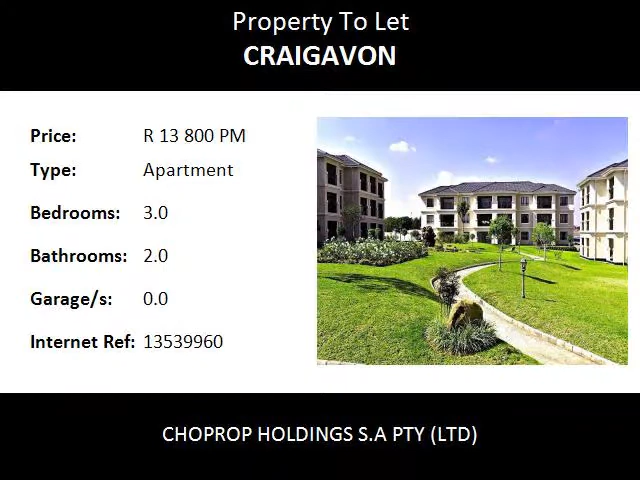 Property To Let
CRAIGAVON
Price: R 13 800 PM
Type: Apartment
Bedrooms: 3.0
Bathrooms: 2.0
Garage/s: 0.0
Internet Ref: 13539960
CHOPROP HOLDINGS S.A PTY (LTD)